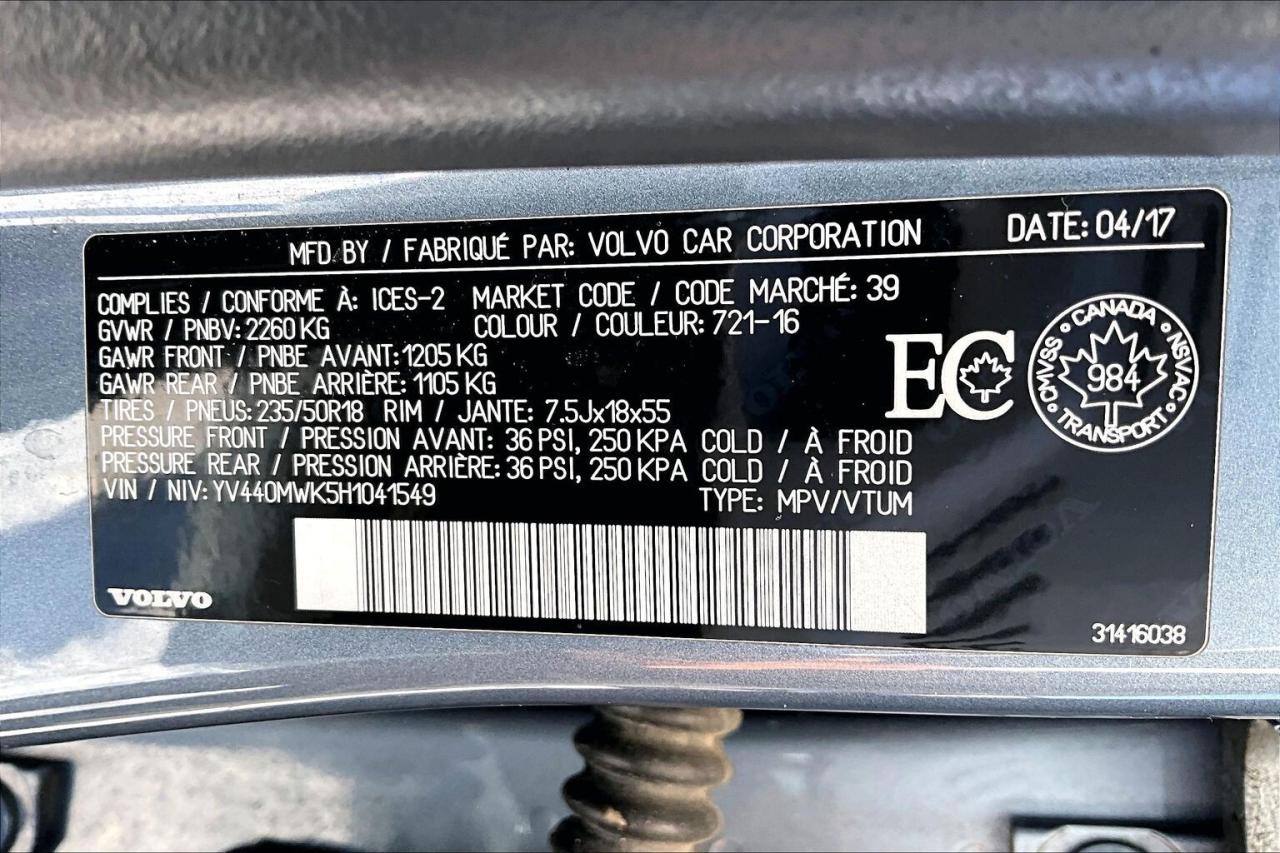 MFD.BY / FABRIQUÉ PAR: VOLVO CAR CORPORATION DATE: 04/17
COMPLIES / CONFORME À: ICES-2 MARKET CODE / CODE MARCHÉ: 39
GVWR / PNBV: 2260 KG COLOUR / COULEUR: 721-16
GAWR FRONT / PNBE AVANT: 1205 KG
GAWR REAR / PNBE ARRIÈRE: 1105 KG
TIRES / PNEUS: 235/50R18 RIM / JANTE: 7.5Jx18x55
PRESSURE FRONT / PRESSION AVANT: 36 PSI, 250 KPA COLD / À FROID
PRESSURE REAR / PRESSION ARRIÈRE: 36 PSI, 250 KPA COLD / À FROID
VIN / NIV: YV440MWK5H1041549 TYPE: MPV/VTUM
EC
CANADA
CMVSS 984 NSVAC
TRANSPORT
VOLVO
31416038